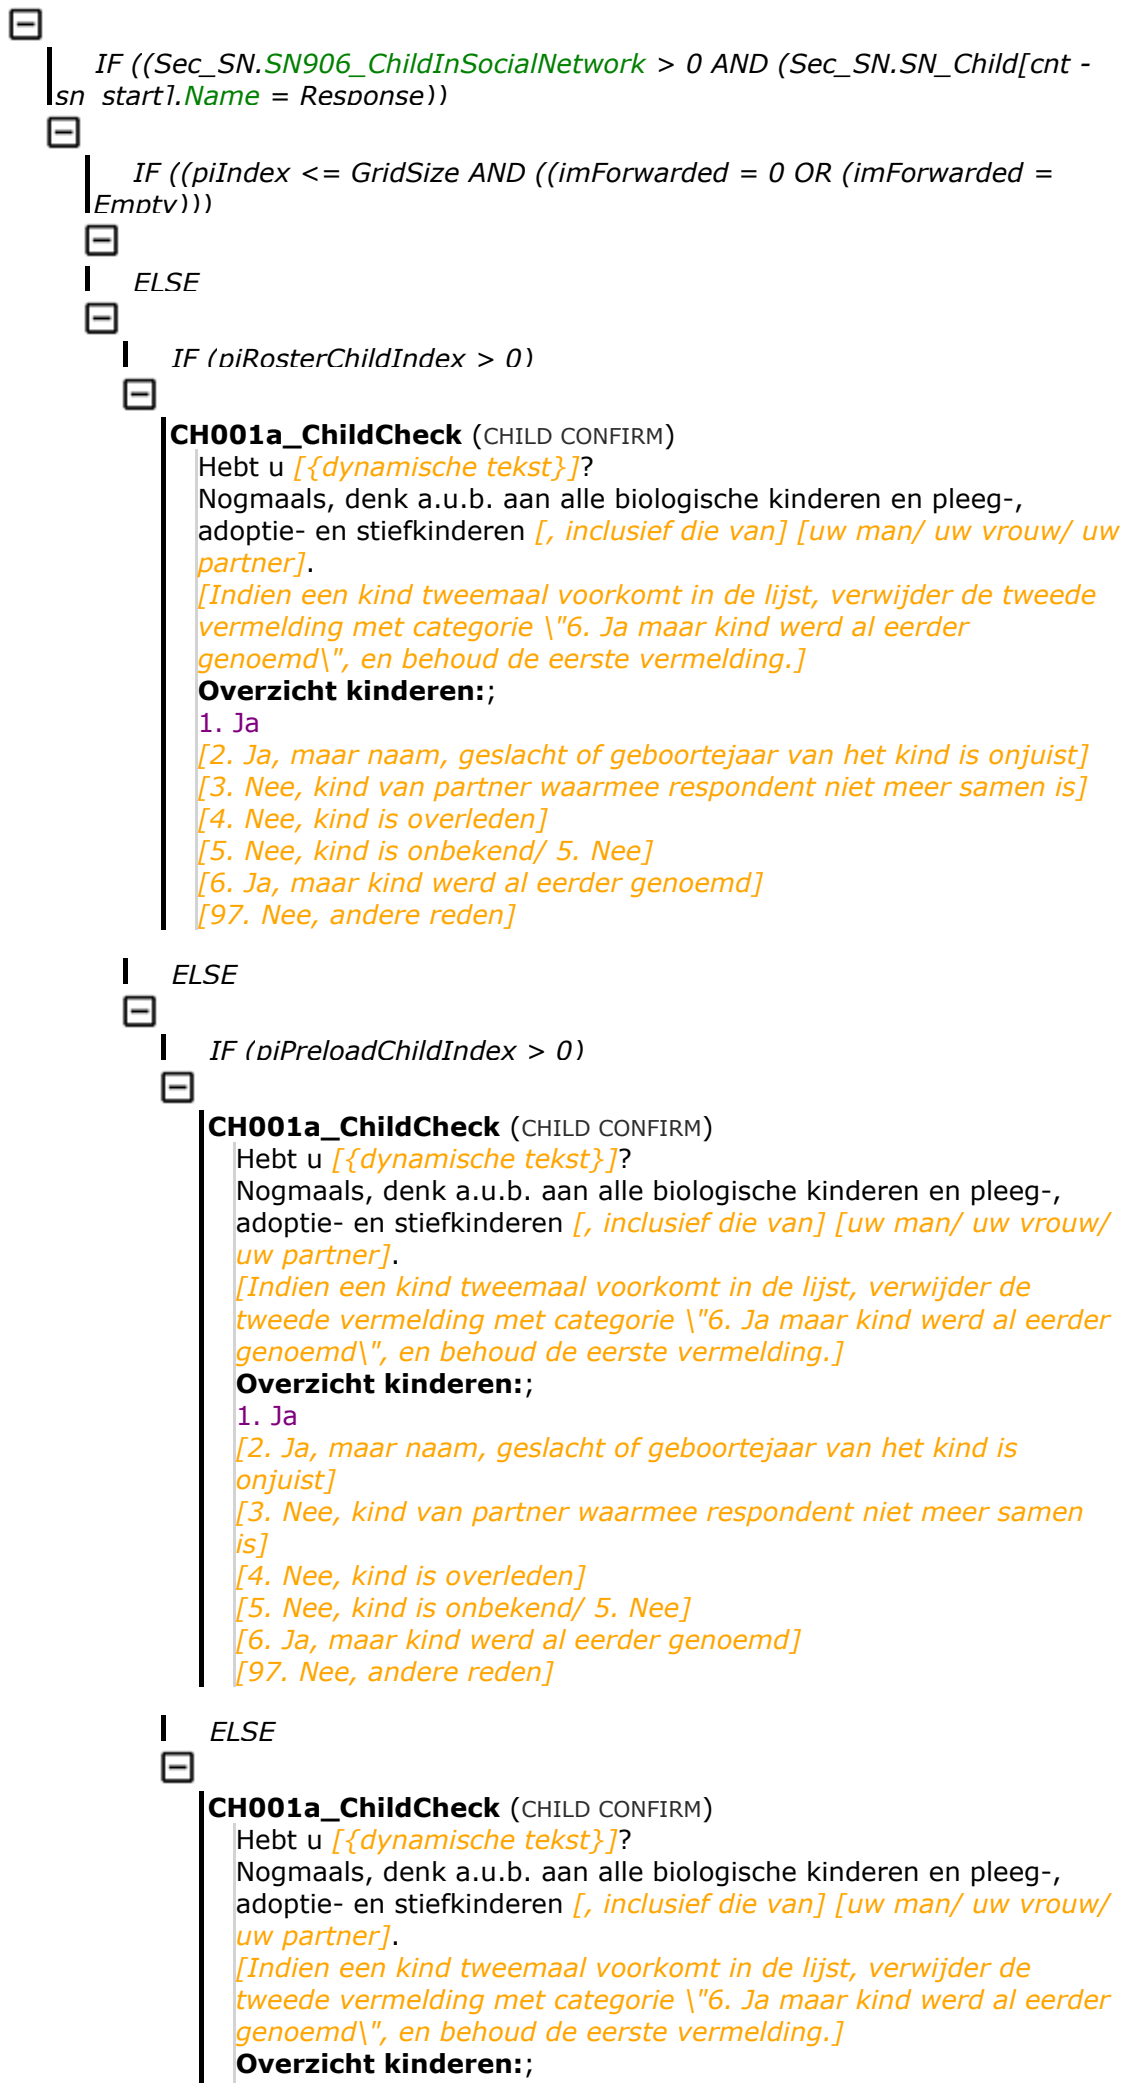 IF ((Sec_SN.SN906_ChildInSocialNetwork > 0 AND (Sec_SN.SN_Child[cnt -
sn_start].Name = Response))
IF ((piIndex <= GridSize AND ((imForwarded = 0 OR (imForwarded =
Empty)))
ELSE
IF (piRosterChildIndex > 0)
CH001a_ChildCheck (CHILD CONFIRM)
Hebt u [{dynamische tekst}]?
Nogmaals, denk a.u.b. aan alle biologische kinderen en pleeg-,
adoptie- en stiefkinderen [, inclusief die van] [uw man/ uw vrouw/ uw
partner].
[Indien een kind tweemaal voorkomt in de lijst, verwijder de tweede
vermelding met categorie \"6. Ja maar kind werd al eerder
genoemd\", en behoud de eerste vermelding.]
Overzicht kinderen:;
1. Ja
[2. Ja, maar naam, geslacht of geboortejaar van het kind is onjuist]
[3. Nee, kind van partner waarmee respondent niet meer samen is]
[4. Nee, kind is overleden]
[5. Nee, kind is onbekend/ 5. Nee]
[6. Ja, maar kind werd al eerder genoemd]
[97. Nee, andere reden]
ELSE
IF (piPreloadChildIndex > 0)
CH001a_ChildCheck (CHILD CONFIRM)
Hebt u [{dynamische tekst}]?
Nogmaals, denk a.u.b. aan alle biologische kinderen en pleeg-,
adoptie- en stiefkinderen [, inclusief die van] [uw man/ uw vrouw/
uw partner].
[Indien een kind tweemaal voorkomt in de lijst, verwijder de
tweede vermelding met categorie \"6. Ja maar kind werd al eerder
genoemd\", en behoud de eerste vermelding.]
Overzicht kinderen:;
1. Ja
[2. Ja, maar naam, geslacht of geboortejaar van het kind is
onjuist]
[3. Nee, kind van partner waarmee respondent niet meer samen
is]
[4. Nee, kind is overleden]
[5. Nee, kind is onbekend/ 5. Nee]
[6. Ja, maar kind werd al eerder genoemd]
[97. Nee, andere reden]
ELSE
CH001a_ChildCheck (CHILD CONFIRM)
Hebt u [{dynamische tekst}]?
Nogmaals, denk a.u.b. aan alle biologische kinderen en pleeg-,
adoptie- en stiefkinderen [, inclusief die van] [uw man/ uw vrouw/
uw partner].
[Indien een kind tweemaal voorkomt in de lijst, verwijder de
tweede vermelding met categorie \"6. Ja maar kind werd al eerder
genoemd\", en behoud de eerste vermelding.]
Overzicht kinderen:;